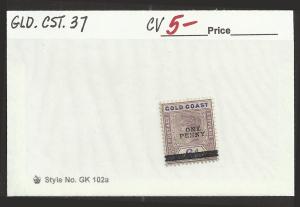 GLD. CST. 37 CV 5- Price
GOLD COAST
ONE
PENNY
Style No. GK 102a